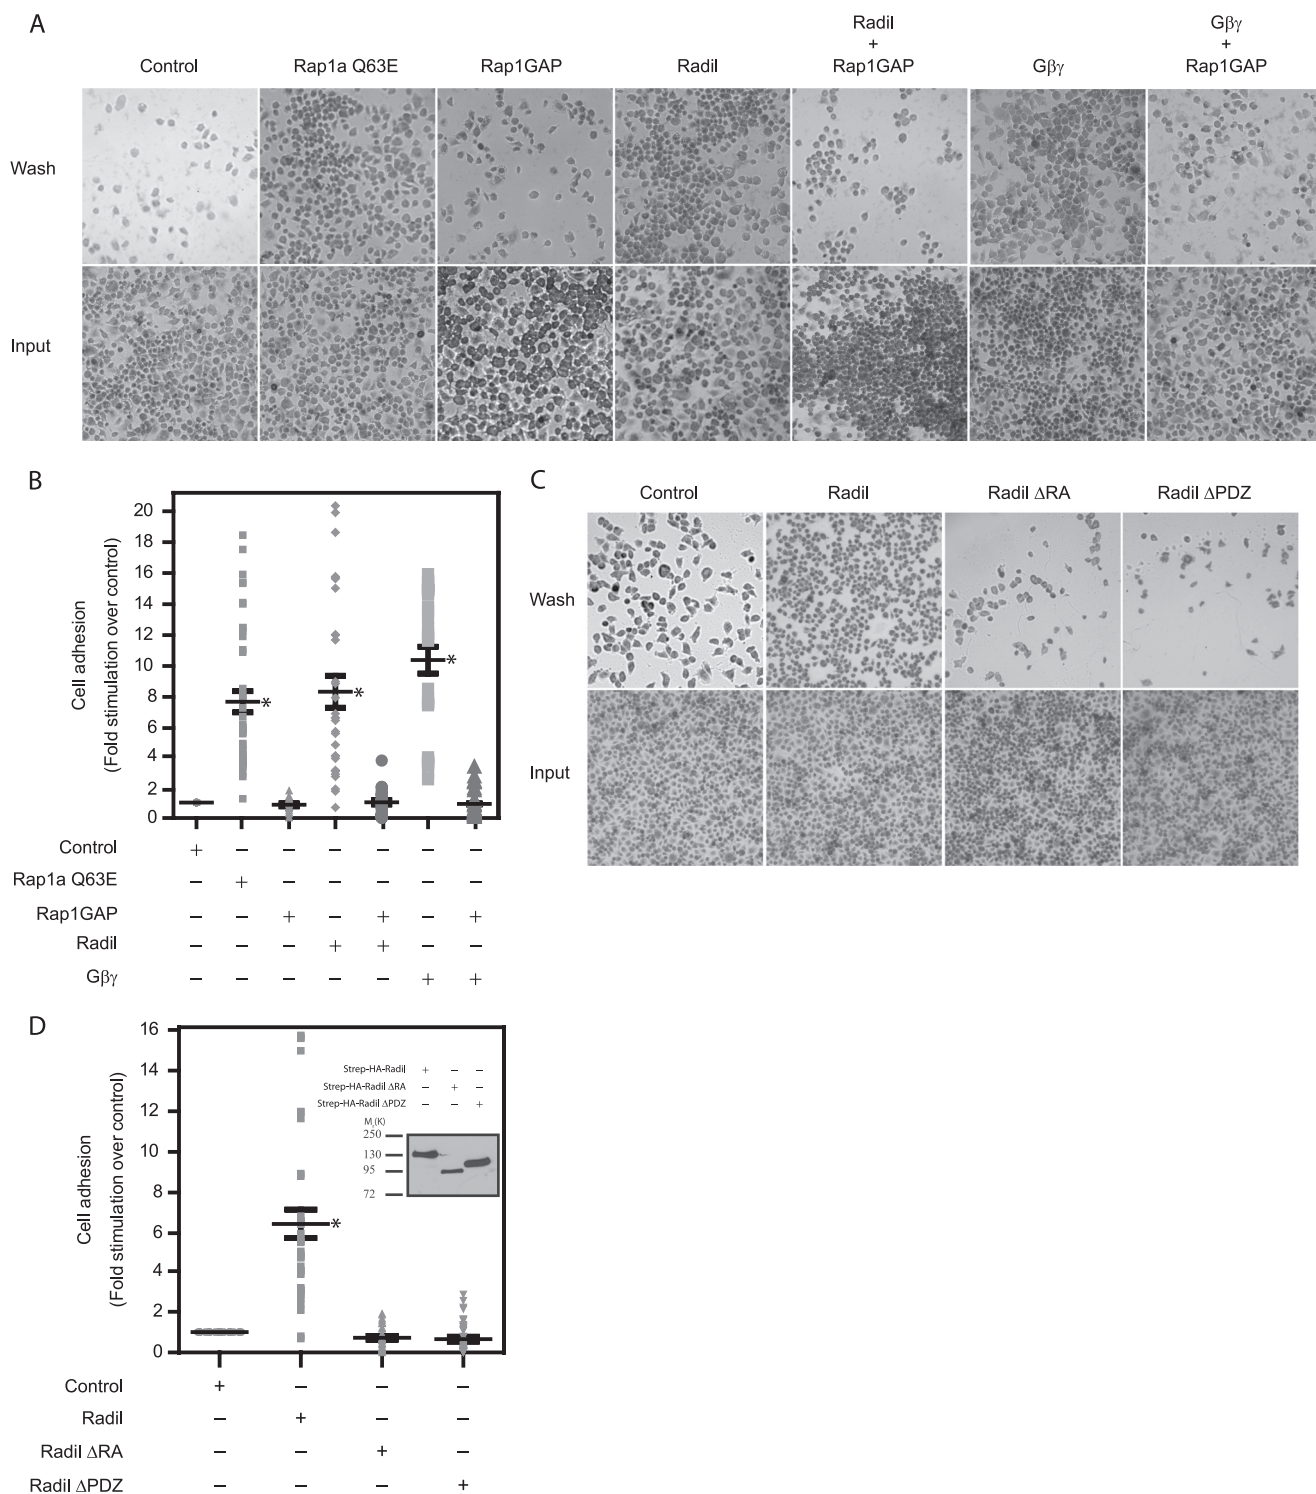 A
Control
Rap1a Q63E
Rap1GAP
Radil
Radil
+
Rap1GAP
Gβγ
Gβγ
+
Rap1GAP
Wash
Input
B
Cell adhesion
(Fold stimulation over control)
20
18
16
14
12
10
8
6
4
2
0
* * *
Control + – – – – – –
Rap1a Q63E – + – – – – –
Rap1GAP – – + – + – +
Radil – – – + + – –
Gβγ – – – – – + +
C
Control Radil Radil ΔRA Radil ΔPDZ
Wash
Input
D
Cell adhesion
(Fold stimulation over control)
16
14
12
10
8
6
4
2
0
*
Strep-HA-Radil + – –
Strep-HA-Radil ΔRA – + –
Strep-HA-Radil ΔPDZ – – +
Mr(K)
250
130
95
72
Control + – – –
Radil – + – –
Radil ΔRA – – + –
Radil ΔPDZ – – – +